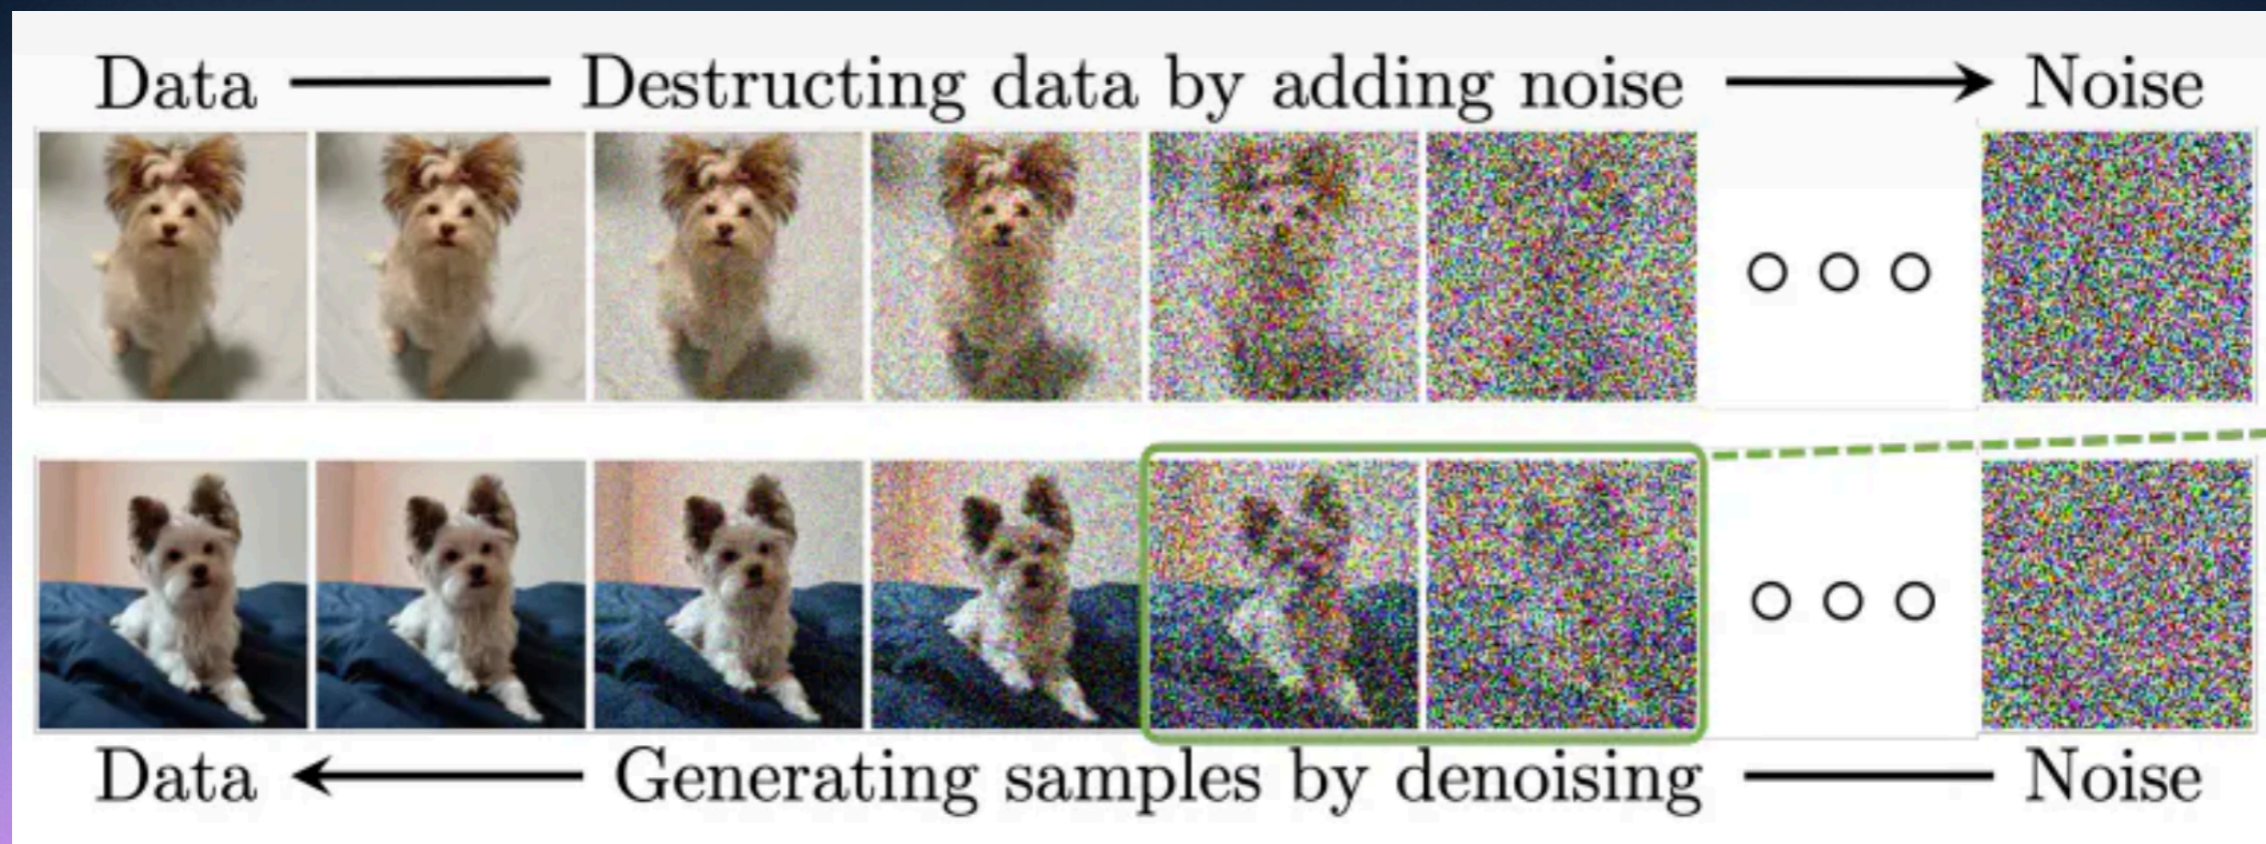 Data Destructing data by adding noise Noise
Data Generating samples by denoising Noise